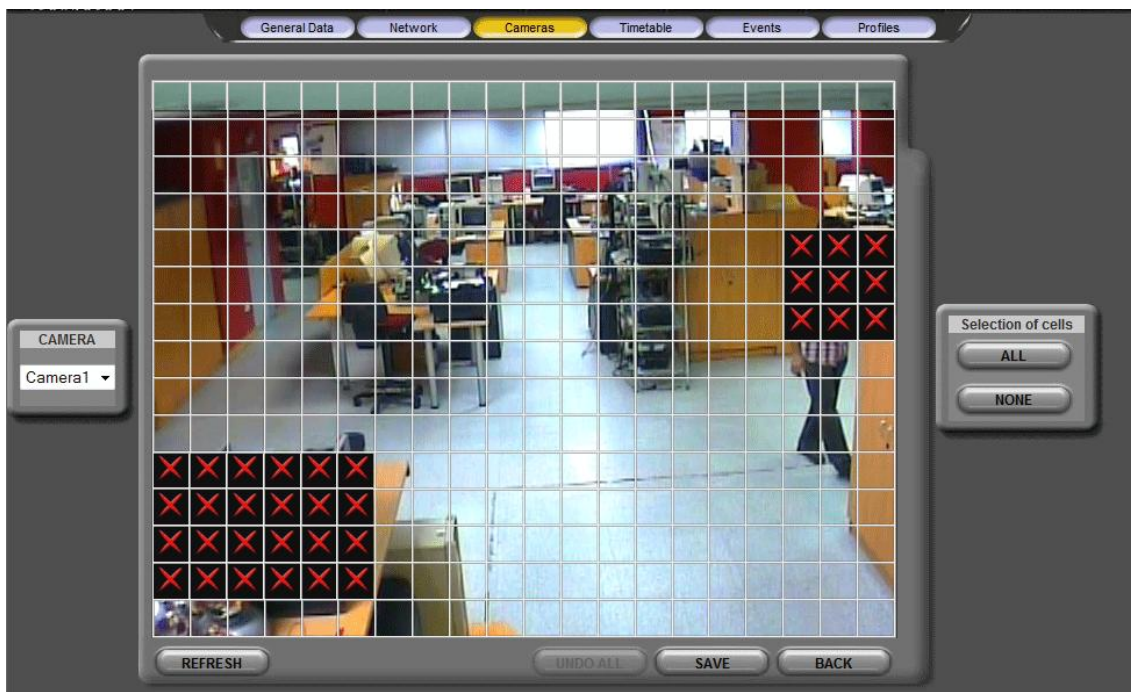 General Data Network Cameras Timetable Events Profiles
CAMERA
Camera1
Selection of cells
ALL
NONE
REFRESH UNDO ALL SAVE BACK